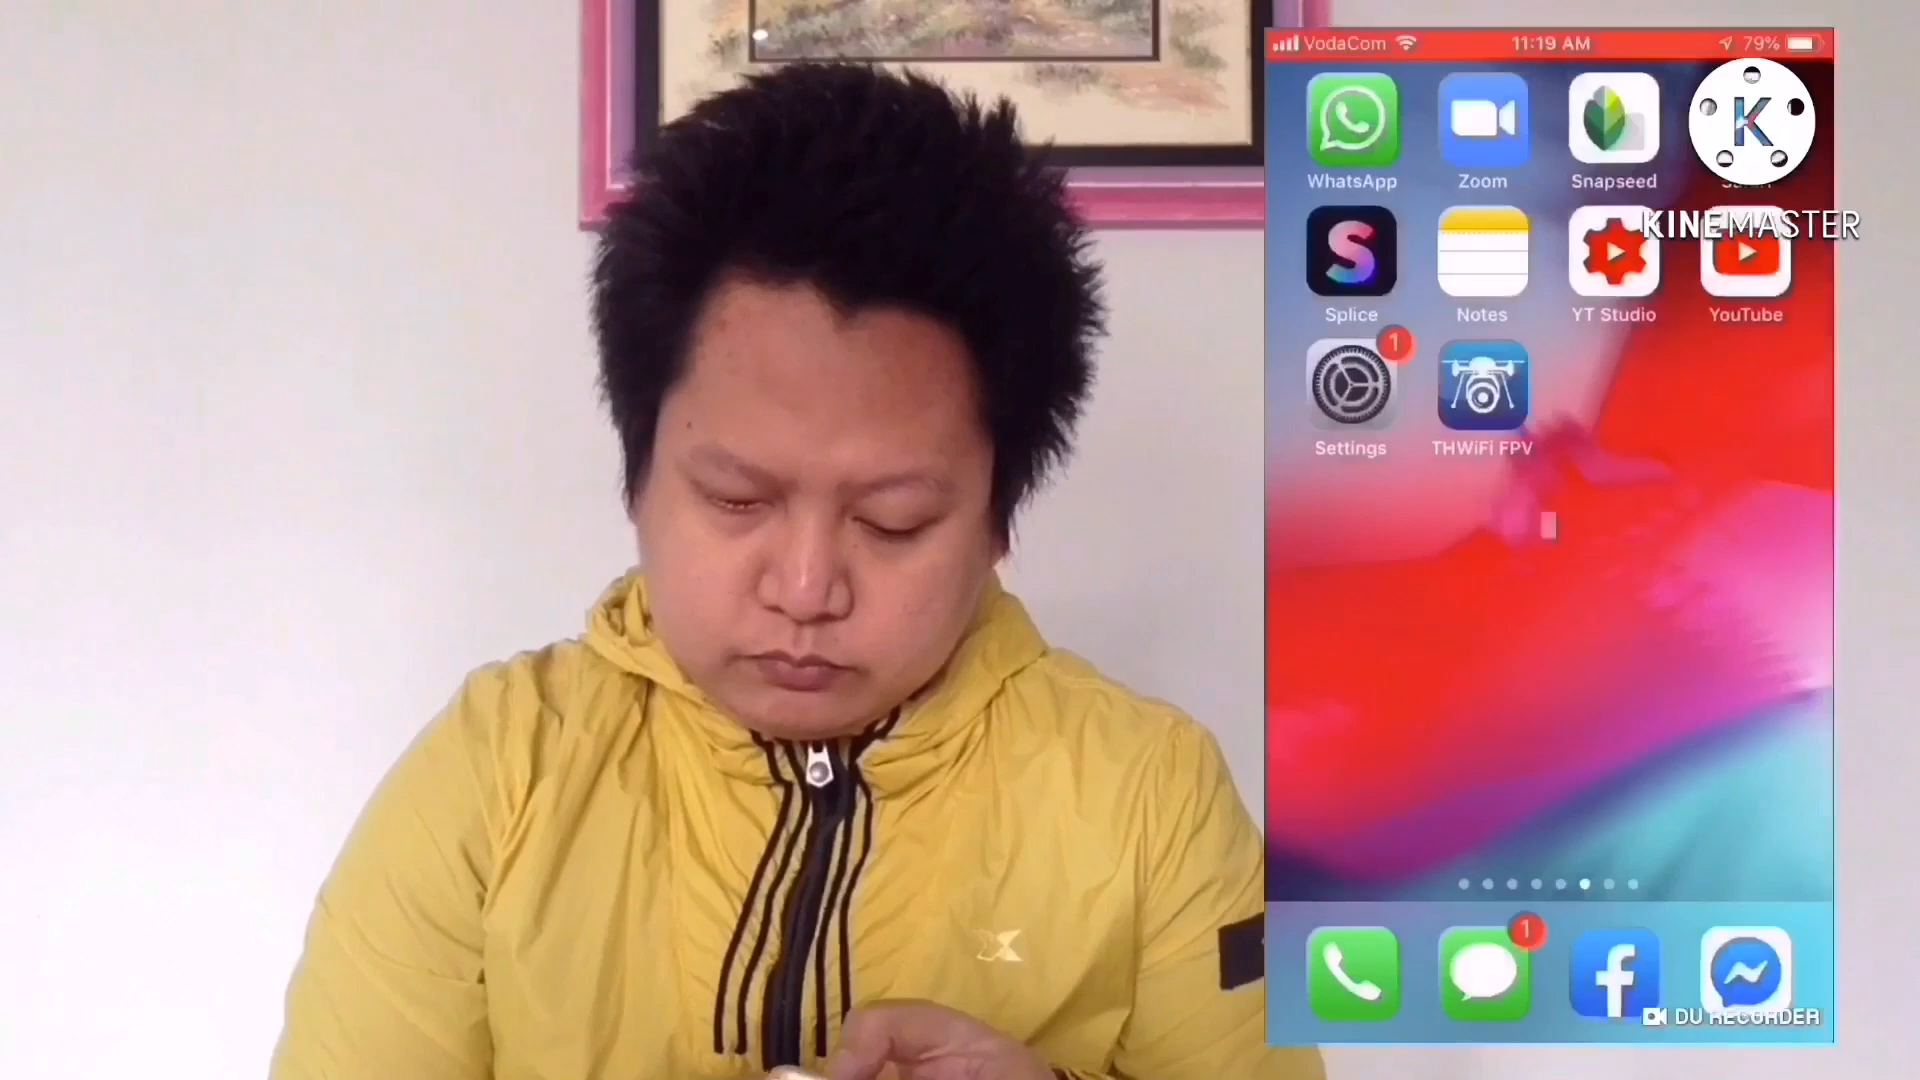 VodaCom 11:19 AM 79%
WhatsApp Zoom Snapseed
KINEMASTER
Splice Notes YT Studio YouTube
1
Settings THWiFi FPV
1
DU RECORDER